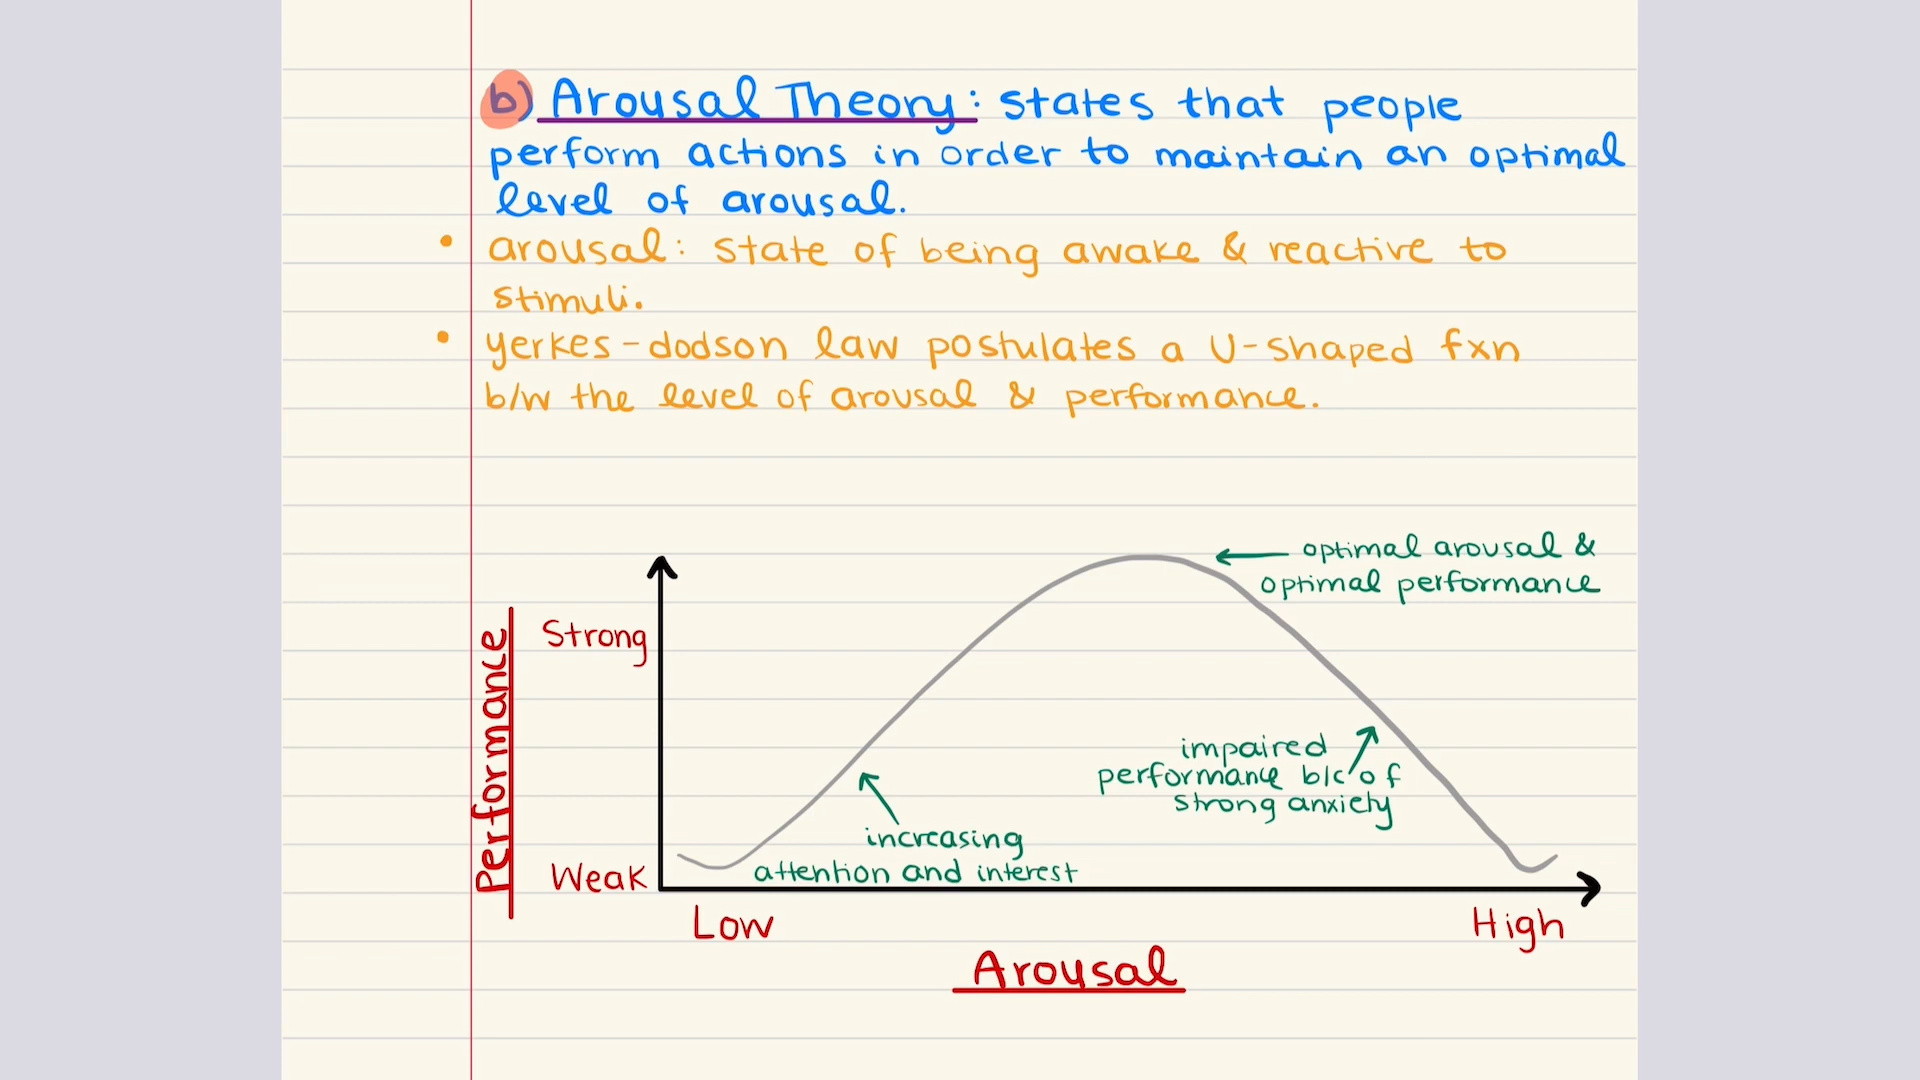 b) Arousal Theory: states that people
perform actions in order to maintain an optimal
level of arousal.
• arousal: state of being awake & reactive to
stimuli.
• yerkes-dodson law postulates a U-shaped fxn
b/w the level of arousal & performance.
optimal arousal &
optimal performance
Strong
Performance
impaired
performance b/c of
strong anxiety
increasing
attention and interest
Weak
Low
High
Arousal